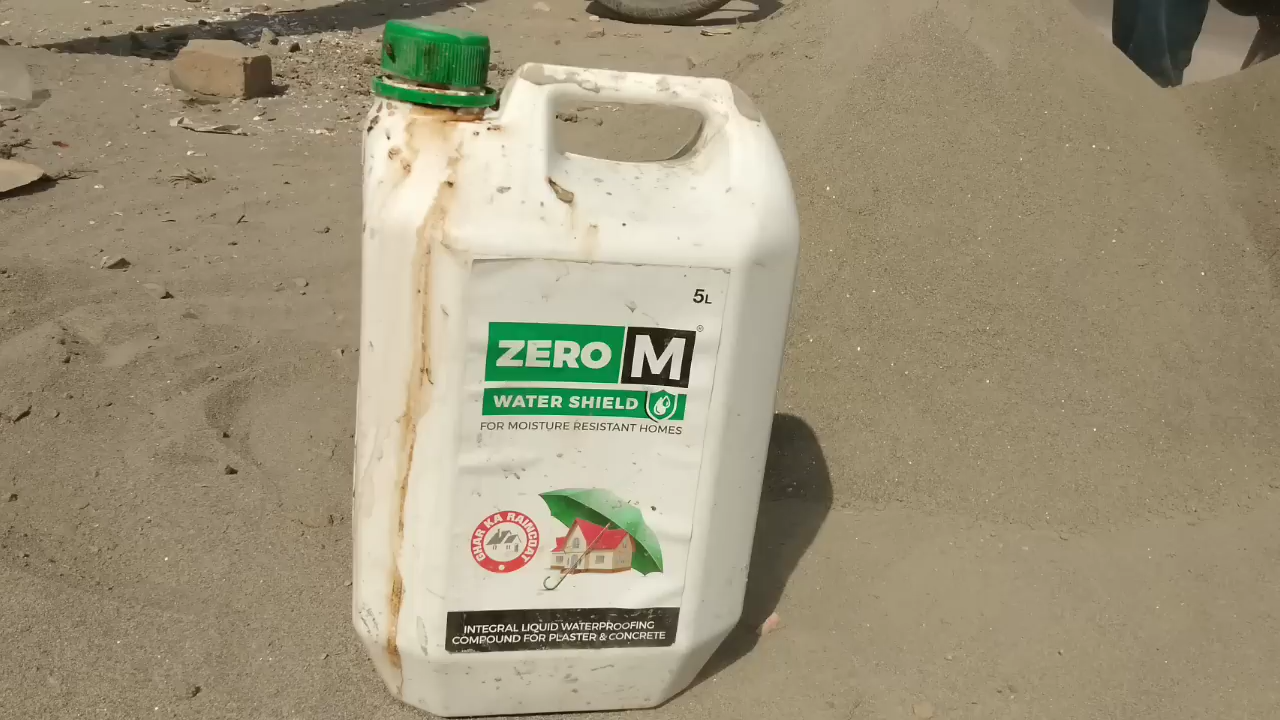 5L
ZERO M®
WATER SHIELD
FOR MOISTURE RESISTANT HOMES
GHAR KA RAINCOAT
INTEGRAL LIQUID WATERPROOFING
COMPOUND FOR PLASTER & CONCRETE